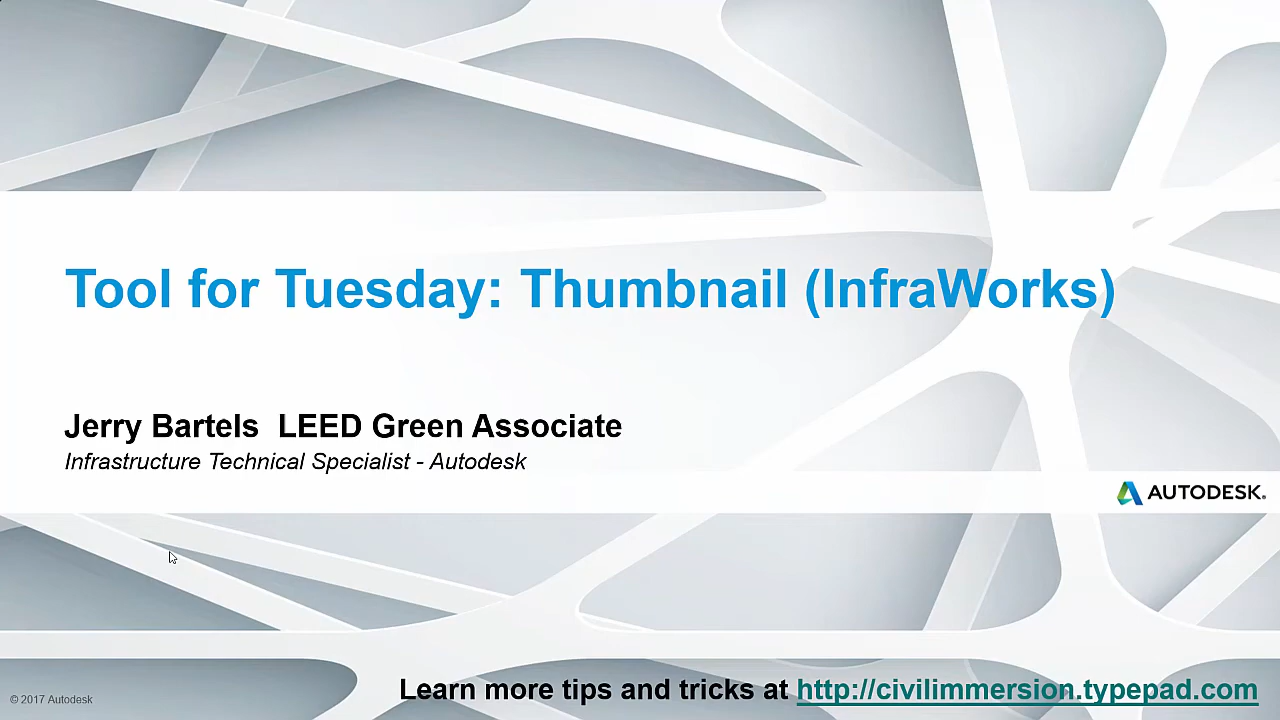 Tool for Tuesday: Thumbnail (InfraWorks)
Jerry Bartels  LEED Green Associate
Infrastructure Technical Specialist - Autodesk
AUTODESK.
Learn more tips and tricks at http://civilimmersion.typepad.com
© 2017 Autodesk